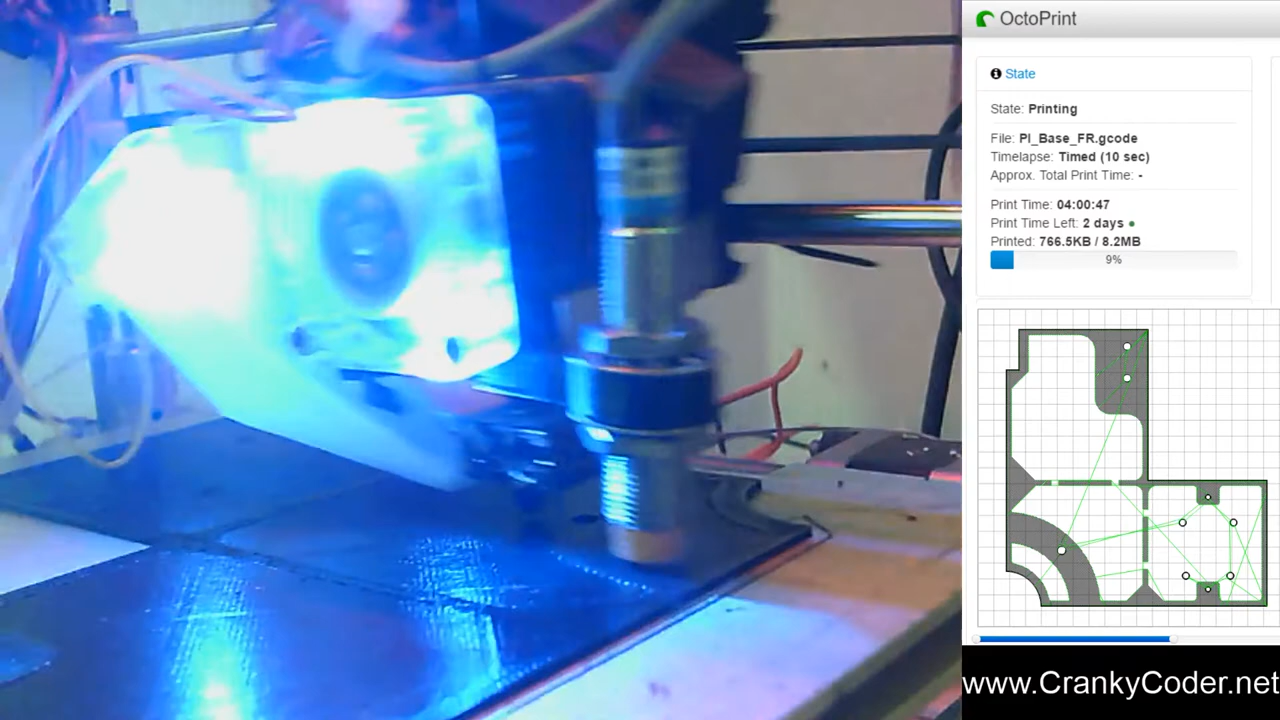 OctoPrint
State
State: Printing
File: PI_Base_FR.gcode
Timelapse: Timed (10 sec)
Approx. Total Print Time: -
Print Time: 04:00:47
Print Time Left: 2 days
Printed: 766.5KB / 8.2MB
9%
www.CrankyCoder.net